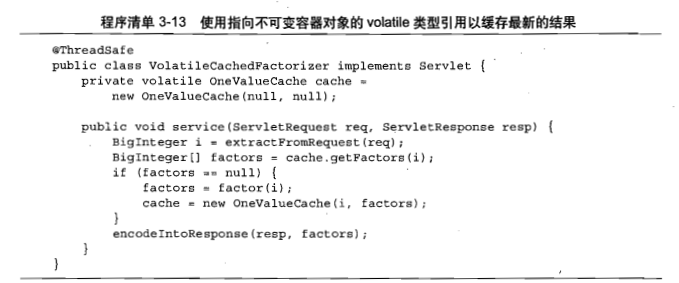 程序清单 3-13 使用指向不可变容器对象的 volatile 类型引用以缓存最新的结果
@ThreadSafe
public class VolatileCachedFactorizer implements Servlet {
    private volatile OneValueCache cache =
        new OneValueCache(null, null);
    public void service(ServletRequest req, ServletResponse resp) {
        BigInteger i = extractFromRequest(req);
        BigInteger[] factors = cache.getFactors(i);
        if (factors == null) {
            factors = factor(i);
            cache = new OneValueCache(i, factors);
        }
        encodeIntoResponse(resp, factors);
    }
}